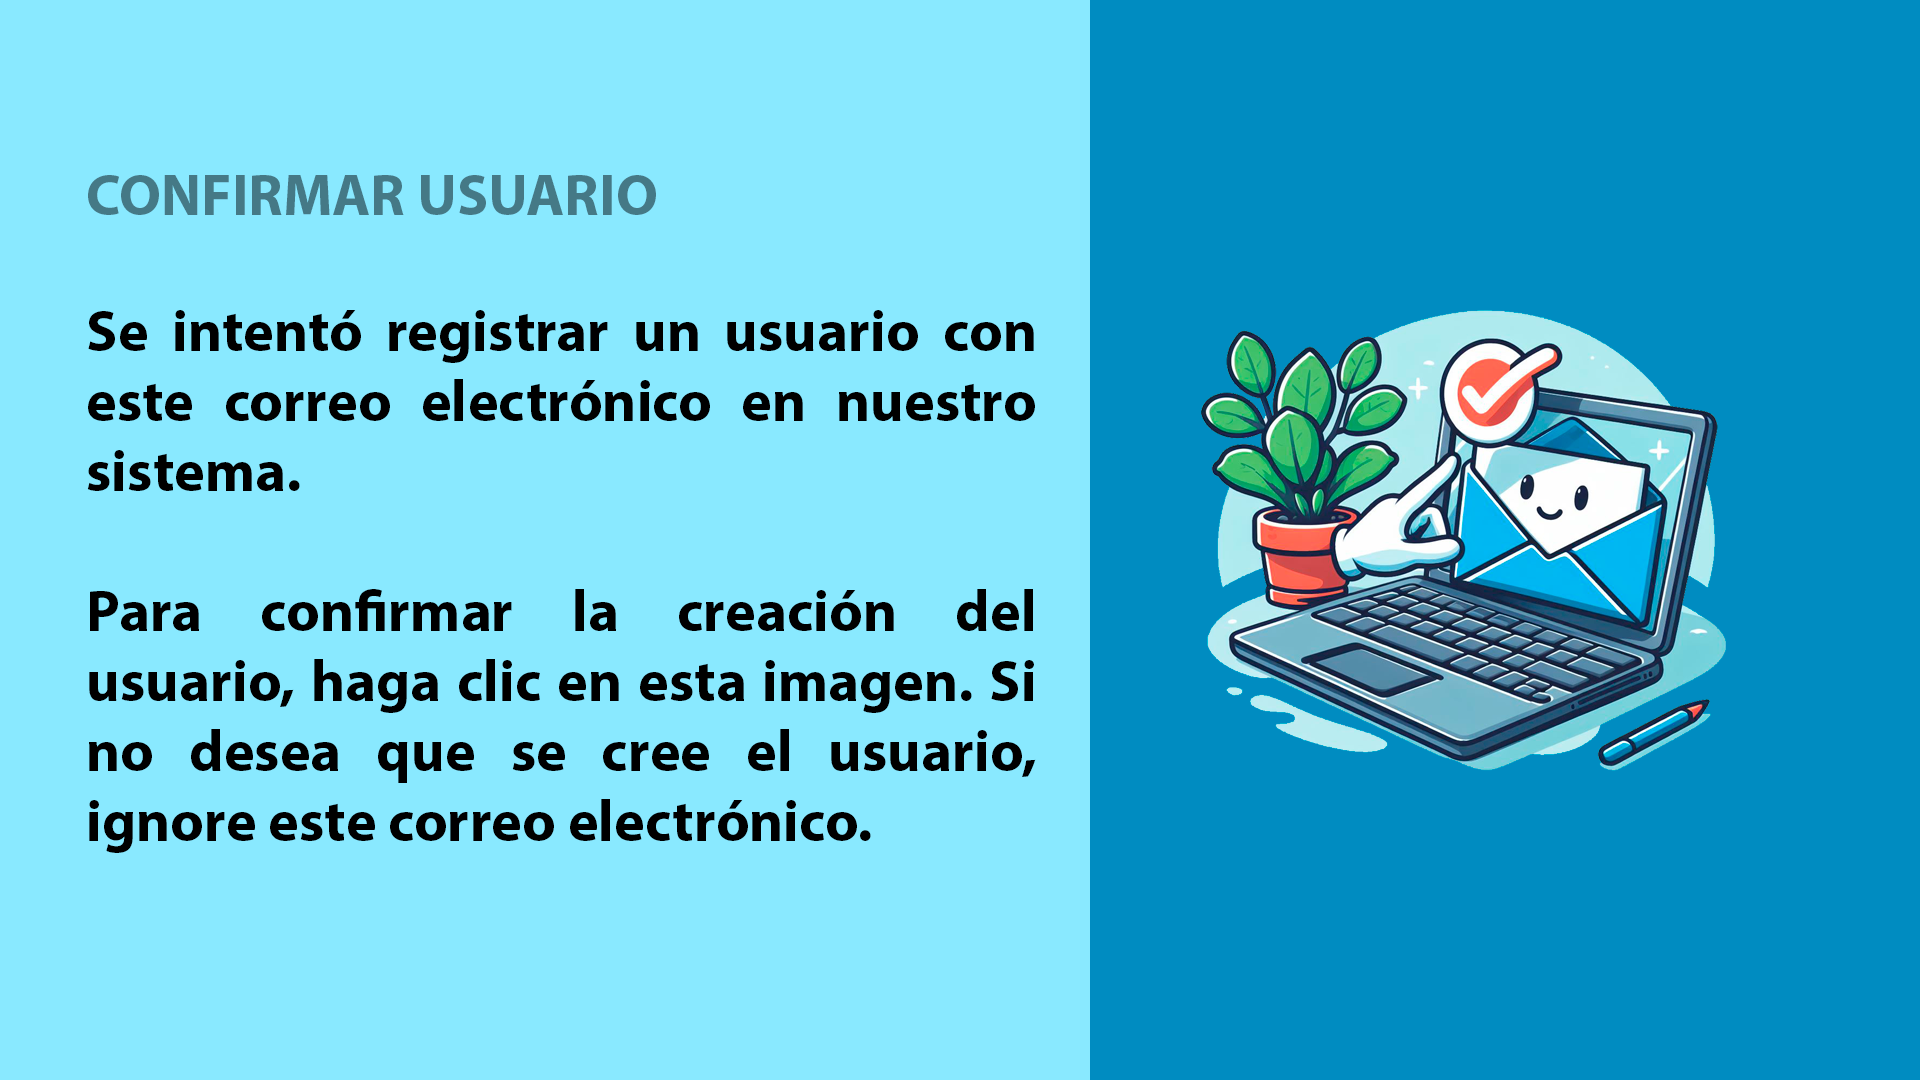 CONFIRMAR USUARIO
Se intentó registrar un usuario con
este correo electrónico en nuestro
sistema.
Para confirmar la creación del
usuario, haga clic en esta imagen. Si
no desea que se cree el usuario,
ignore este correo electrónico.